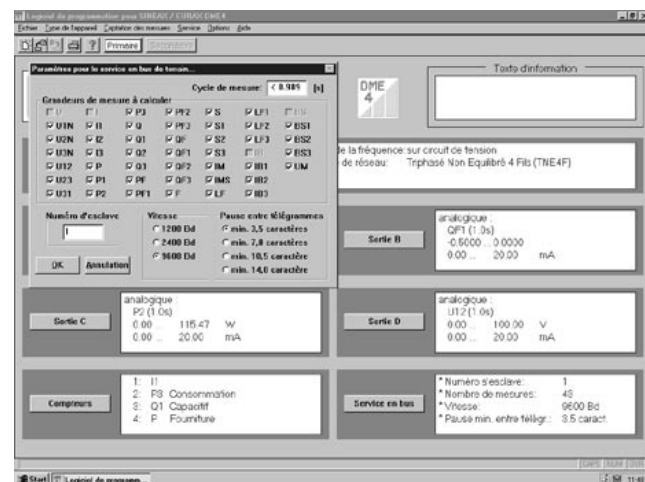 Logiciel de programmation pour SINEAX / EURAX DME4
Fichier Type de l'appareil Captation des mesures Service Options Aide
Primaire Secondaire
Paramètres pour le service en bus de terrain...
Cycle de mesure: < 0.989 [s]
Grandeurs de mesure à calculer
U I P3 PF2 S LF1
U1N I1 Q PF3 S1 LF2 BS1
U2N I2 Q1 QF S2 LF3 BS2
U3N I3 Q2 QF1 S3 BS3
U12 P Q3 QF2 IM IB1 UM
U23 P1 PF QF3 IMS IB2
U31 P2 PF1 F LF IB3
Numéro d'esclave
1
Vitesse
1200 Bd
2400 Bd
9600 Bd
Pause entre télégrammes
min. 3,5 caractères
min. 7,0 caractères
min. 10,5 caractère
min. 14,0 caractère
OK Annulation
DME
4
Texte d'information
de la fréquence: sur circuit de tension
de réseau: Triphasé Non Equilibré 4 Fils (TNE4F)
Sortie B
analogique :
QF1 (1.0s)
-0.5000 ... 0.0000
0.00 ... 20.00 mA
Sortie C
analogique :
P2 (1.0s)
0.00 ... 115.47 W
0.00 ... 20.00 mA
Sortie D
analogique :
U12 (1.0s)
0.00 ... 100.00 V
0.00 ... 20.00 mA
Compteurs
1: I1
2: P3 Consommation
3: Q1 Capacitif
4: P Fourniture
Service en bus
* Numéro s'esclave: 1
* Nombre de mesures: 43
* Vitesse: 9600 Bd
* Pause min. entre télégr.: 3.5 caract.
CAPS NUM OVR
Start Logiciel de programm... 11:48